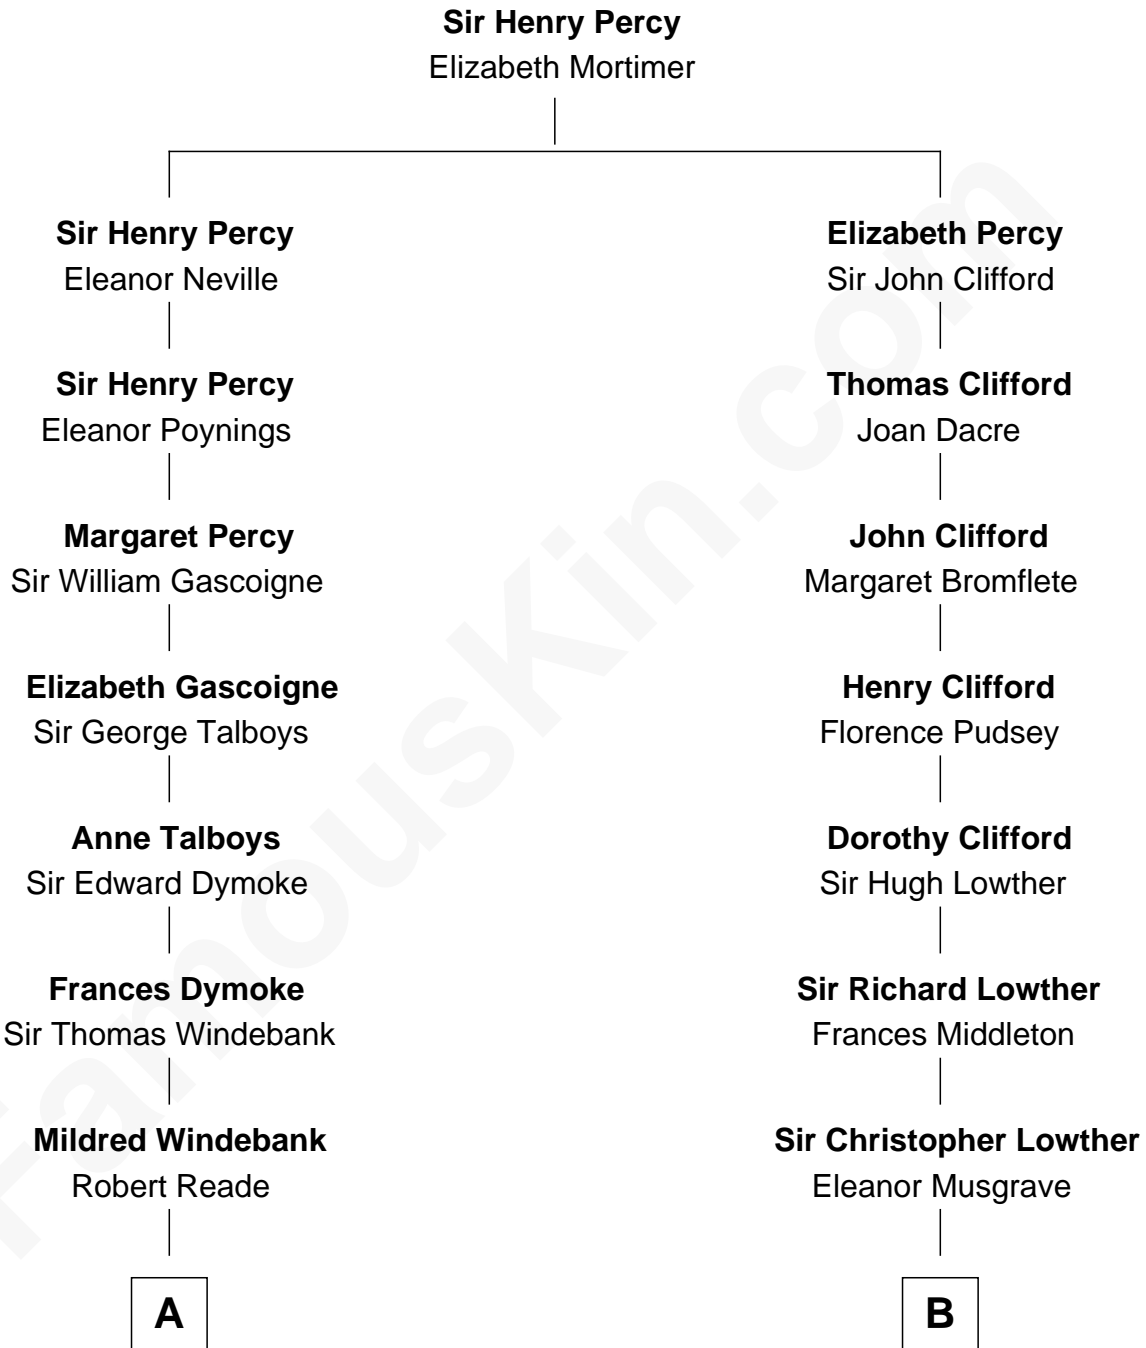 Sir Henry Percy
Elizabeth Mortimer
Sir Henry Percy
Eleanor Neville
Sir Henry Percy
Eleanor Poynings
Margaret Percy
Sir William Gascoigne
Elizabeth Gascoigne
Sir George Talboys
Anne Talboys
Sir Edward Dymoke
Frances Dymoke
Sir Thomas Windebank
Mildred Windebank
Robert Reade
A
Elizabeth Percy
Sir John Clifford
Thomas Clifford
Joan Dacre
John Clifford
Margaret Bromflete
Henry Clifford
Florence Pudsey
Dorothy Clifford
Sir Hugh Lowther
Sir Richard Lowther
Frances Middleton
Sir Christopher Lowther
Eleanor Musgrave
B
FamousKin.com